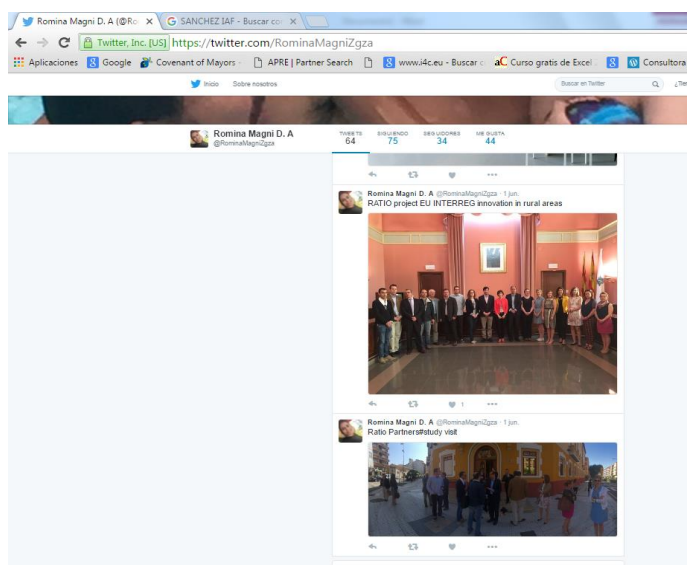 Romina Magni D. A (@Ro
SANCHEZ IAF - Buscar con
Twitter, Inc. [US] https://twitter.com/RominaMagniZgza
Aplicaciones Google Covenant of Mayors - APRE | Partner Search www.i4c.eu - Buscar c Curso gratis de Excel Consultora
Inicio Sobre nosotros Buscar en Twitter ¿Tie
Romina Magni D. A
@RominaMagniZgza
TWEETS SIGUIENDO SEGUIDORES ME GUSTA
64 75 34 44
Romina Magni D. A @RominaMagniZgza · 1 jun.
RATIO project EU INTERREG innovation in rural areas
1
Romina Magni D. A @RominaMagniZgza · 1 jun.
Ratio Partners#study visit